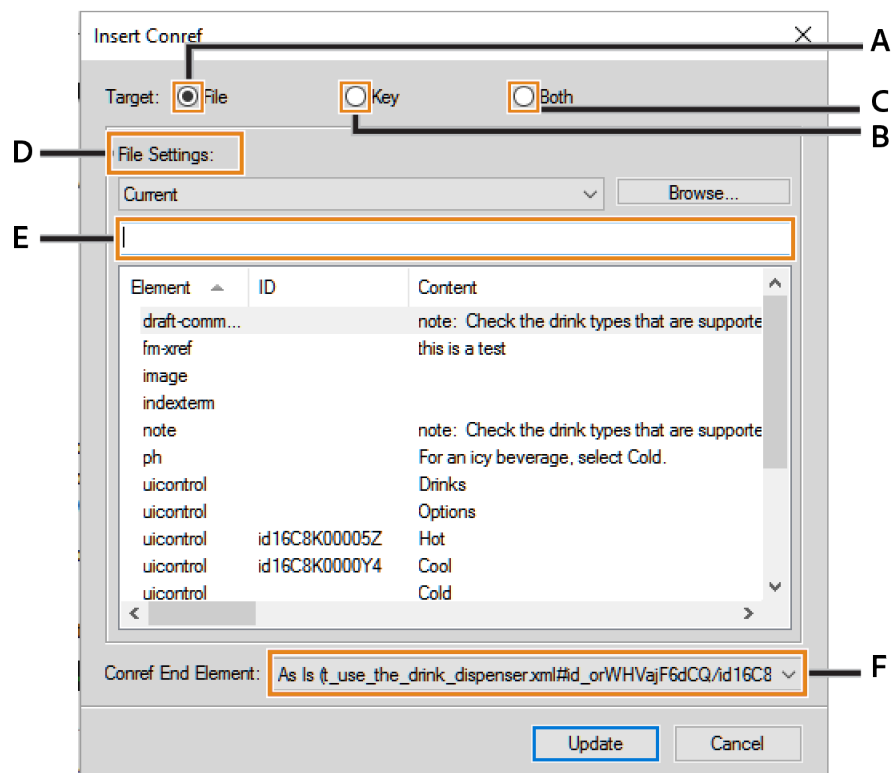 Insert Conref
A
Target: File Key Both
C
B
D
File Settings:
Current Browse...
E
Element ID Content
draft-comm... note: Check the drink types that are supporte
fm-xref this is a test
image
indexterm
note note: Check the drink types that are supporte
ph For an icy beverage, select Cold.
uicontrol Drinks
uicontrol Options
uicontrol id16C8K00005Z Hot
uicontrol id16C8K0000Y4 Cool
uicontrol Cold
Conref End Element: As Is (t_use_the_drink_dispenser.xml#id_orWHVajF6dCQ/id16C8 F
Update Cancel